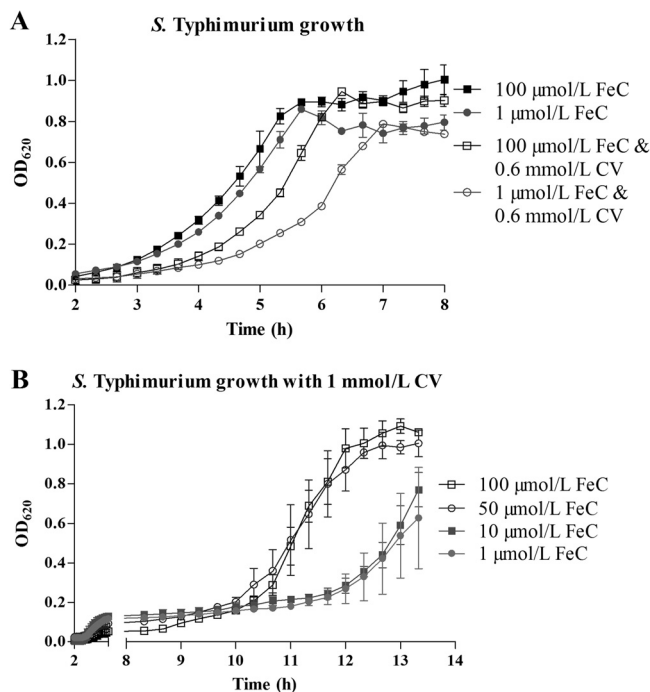 A
S. Typhimurium growth
1.2
1.0
0.8
0.6
0.4
0.2
0.0
OD620
2 3 4 5 6 7 8
Time (h)
100 μmol/L FeC
1 μmol/L FeC
100 μmol/L FeC &
0.6 mmol/L CV
1 μmol/L FeC &
0.6 mmol/L CV
B
S. Typhimurium growth with 1 mmol/L CV
1.2
1.0
0.8
0.6
0.4
0.2
0.0
OD620
2 8 9 10 11 12 13 14
Time (h)
100 μmol/L FeC
50 μmol/L FeC
10 μmol/L FeC
1 μmol/L FeC